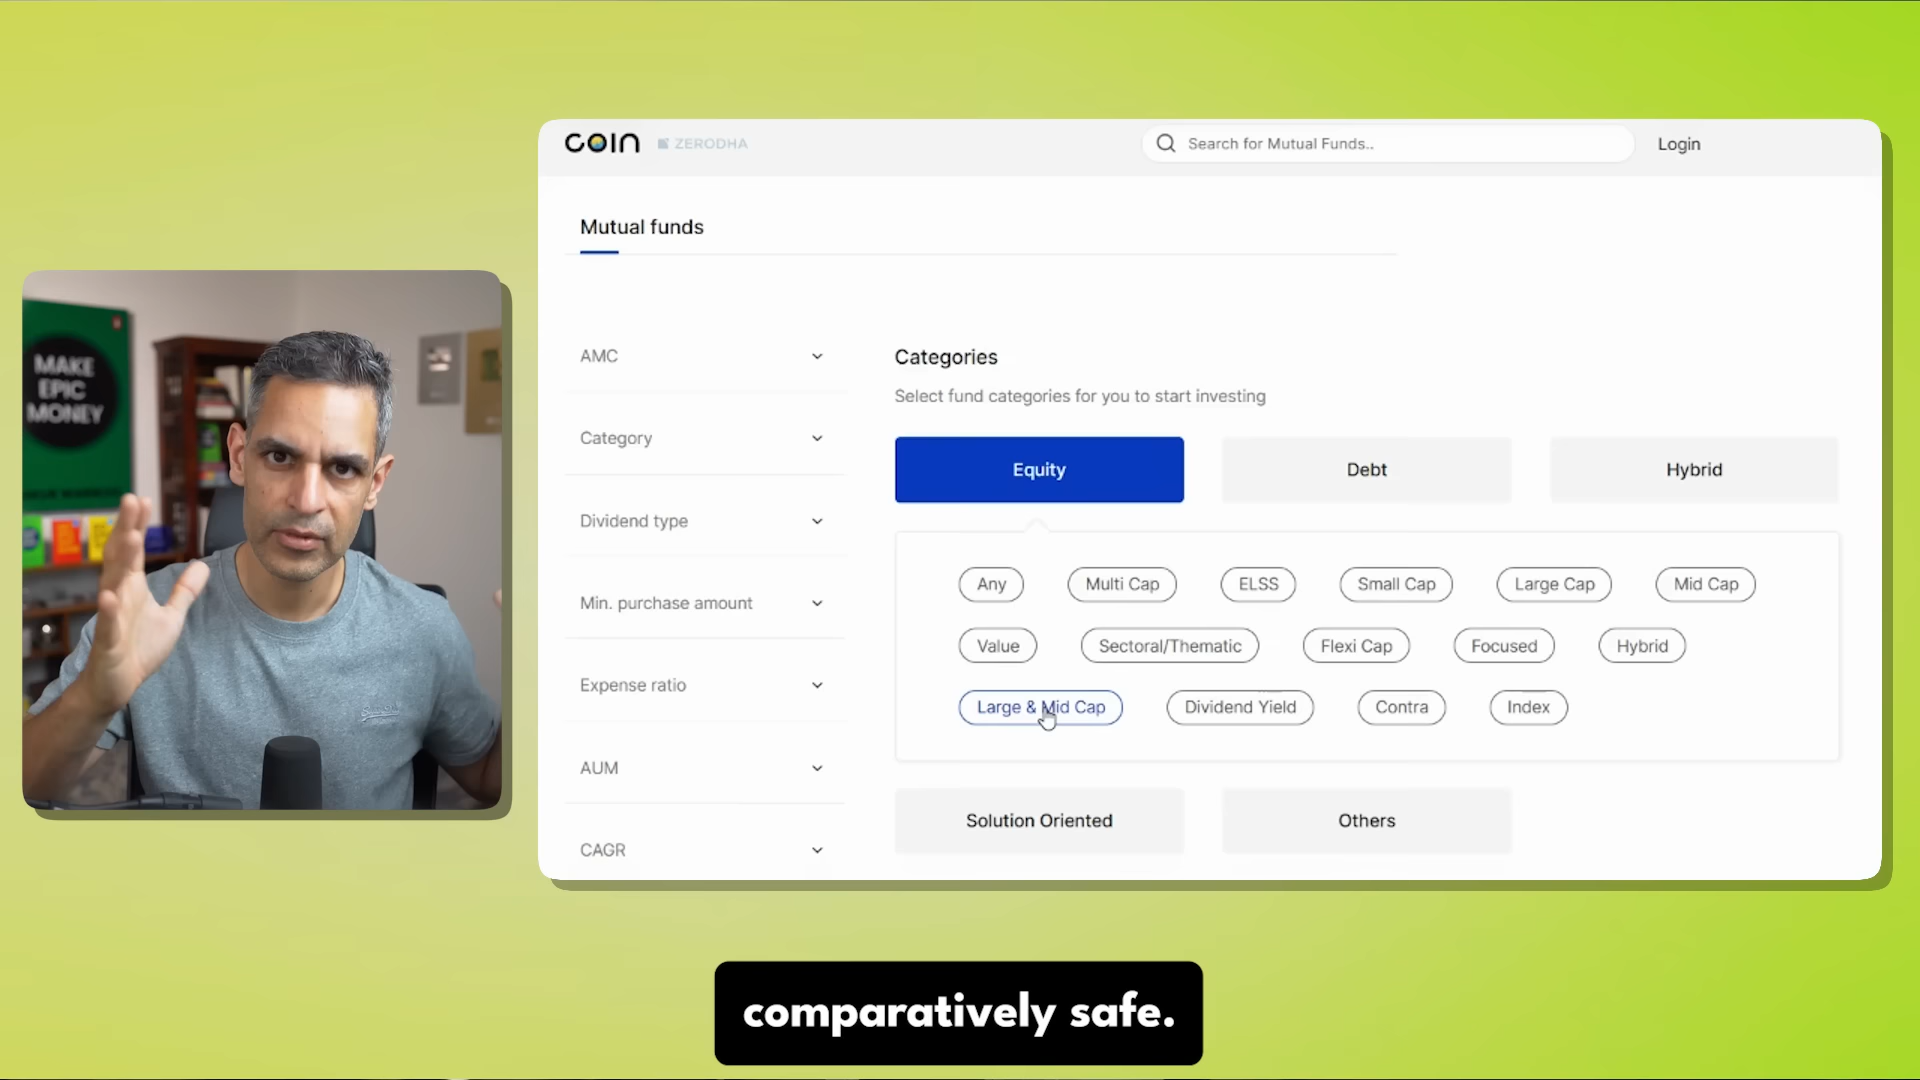 COIN ZERODHA
Search for Mutual Funds..
Login
Mutual funds
MAKE
EPIC
MONEY
AMC
Category
Dividend type
Min. purchase amount
Expense ratio
AUM
CAGR
Categories
Select fund categories for you to start investing
Equity Debt Hybrid
Any Multi Cap ELSS Small Cap Large Cap Mid Cap
Value Sectoral/Thematic Flexi Cap Focused Hybrid
Large & Mid Cap Dividend Yield Contra Index
Solution Oriented Others
comparatively safe.